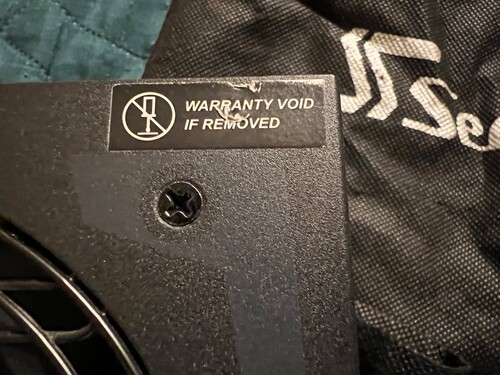 WARRANTY VOID
IF REMOVED